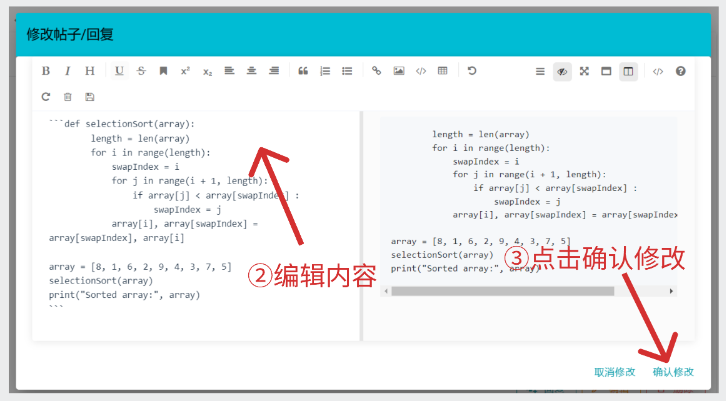 修改帖子/回复
B I H U S x² x₂
```def selectionSort(array):
length = len(array)
for i in range(length):
swapIndex = i
for j in range(i + 1, length):
if array[j] < array[swapIndex] :
swapIndex = j
array[i], array[swapIndex] =
array[swapIndex], array[i]
array = [8, 1, 6, 2, 9, 4, 3, 7, 5]
selectionSort(array)
print("Sorted array:", array)
```
length = len(array)
for i in range(length):
swapIndex = i
for j in range(i + 1, length):
if array[j] < array[swapIndex] :
swapIndex = j
array[i], array[swapIndex] = array[swapIndex
array = [8, 1, 6, 2, 9, 4, 3, 7, 5]
selectionSort(array)
print("Sorted array:", array)
②编辑内容
③点击确认修改
取消修改 确认修改